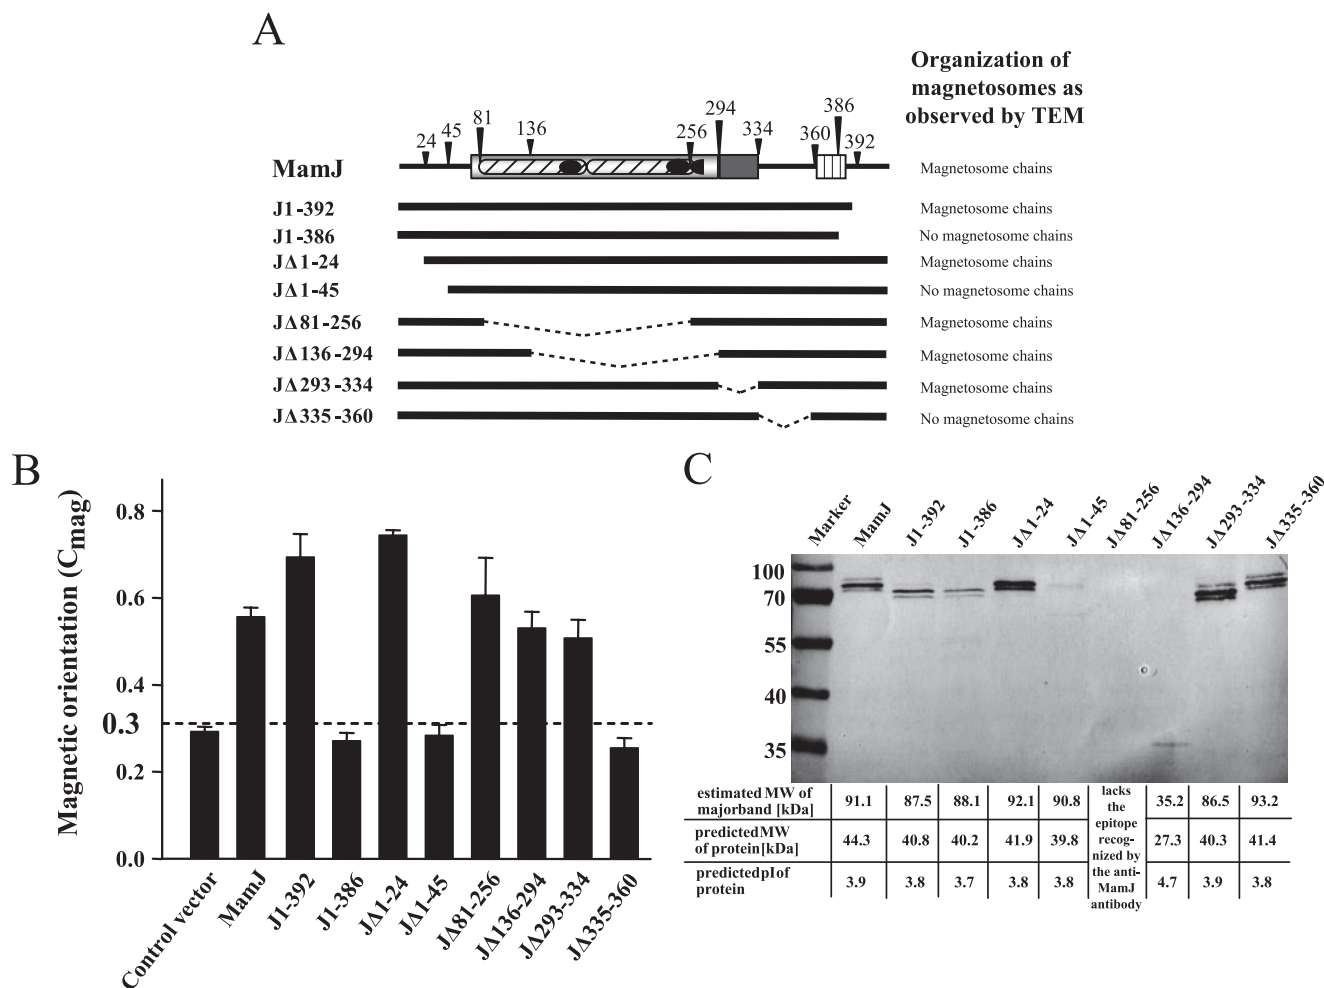 A
Organization of
magnetosomes as
observed by TEM
24 45 81 136 256 294 334 360 386 392
MamJ Magnetosome chains
J1-392 Magnetosome chains
J1-386 No magnetosome chains
JΔ1-24 Magnetosome chains
JΔ1-45 No magnetosome chains
JΔ81-256 Magnetosome chains
JΔ136-294 Magnetosome chains
JΔ293-334 Magnetosome chains
JΔ335-360 No magnetosome chains
B
Magnetic orientation (Cmag)
0.8
0.6
0.4
0.3
0.2
0.0
Control vector
MamJ
J1-392
J1-386
JΔ1-24
JΔ1-45
JΔ81-256
JΔ136-294
JΔ293-334
JΔ335-360
C
Marker
MamJ
J1-392
J1-386
JΔ1-24
JΔ1-45
JΔ81-256
JΔ136-294
JΔ293-334
JΔ335-360
100
70
55
40
35
estimated MW of
majorband [kDa]
91.1 87.5 88.1 92.1 90.8 35.2 86.5 93.2
predicted MW
of protein[kDa]
44.3 40.8 40.2 41.9 39.8 27.3 40.3 41.4
predictedpIof
protein
3.9 3.8 3.7 3.8 3.8 4.7 3.9 3.8
lacks
the
epitope
recog-
nized by
the anti-
MamJ
antibody